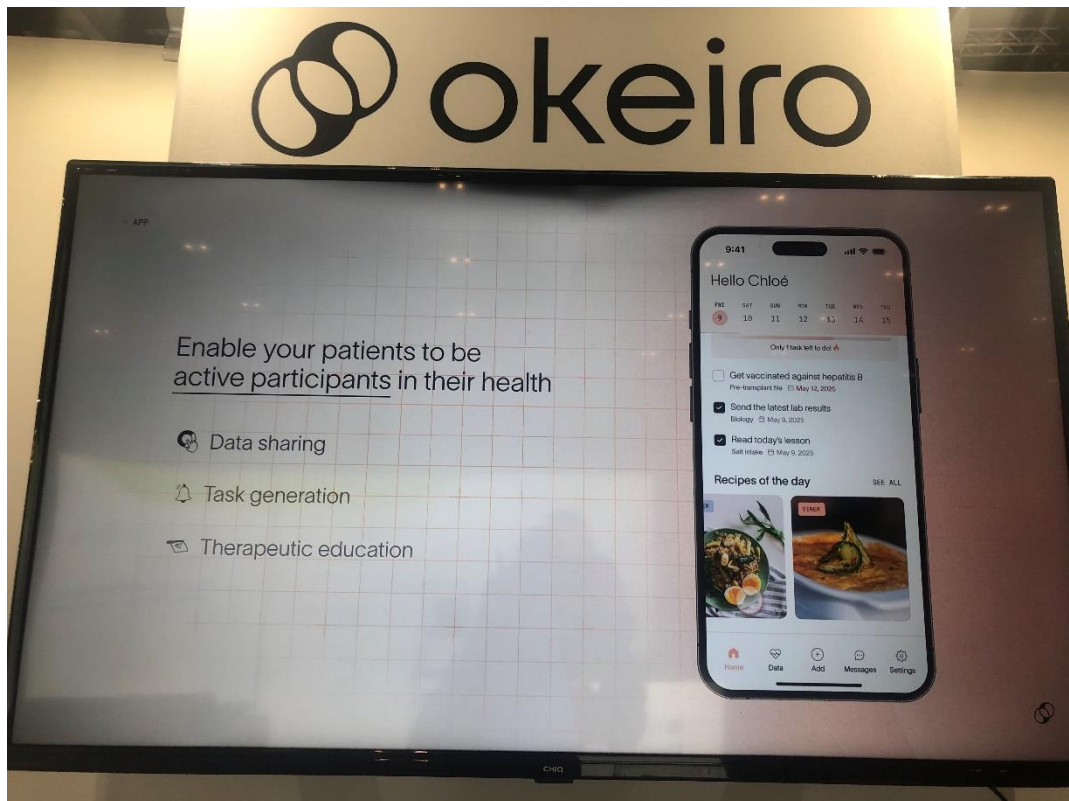 okeiro
‹ APP
Enable your patients to be
active participants in their health
Data sharing
Task generation
Therapeutic education
9:41
Hello Chloé
FRI SAT SUN MON TUE WED THU
9 10 11 12 13 14 15
Only 1 task left to do!
Get vaccinated against hepatitis B
Pre-transplant file May 12, 2025
Send the latest lab results
Biology May 9, 2025
Read today's lesson
Salt intake May 9, 2025
Recipes of the day SEE ALL
DINER
Home Data Add Messages Settings
CHiQ